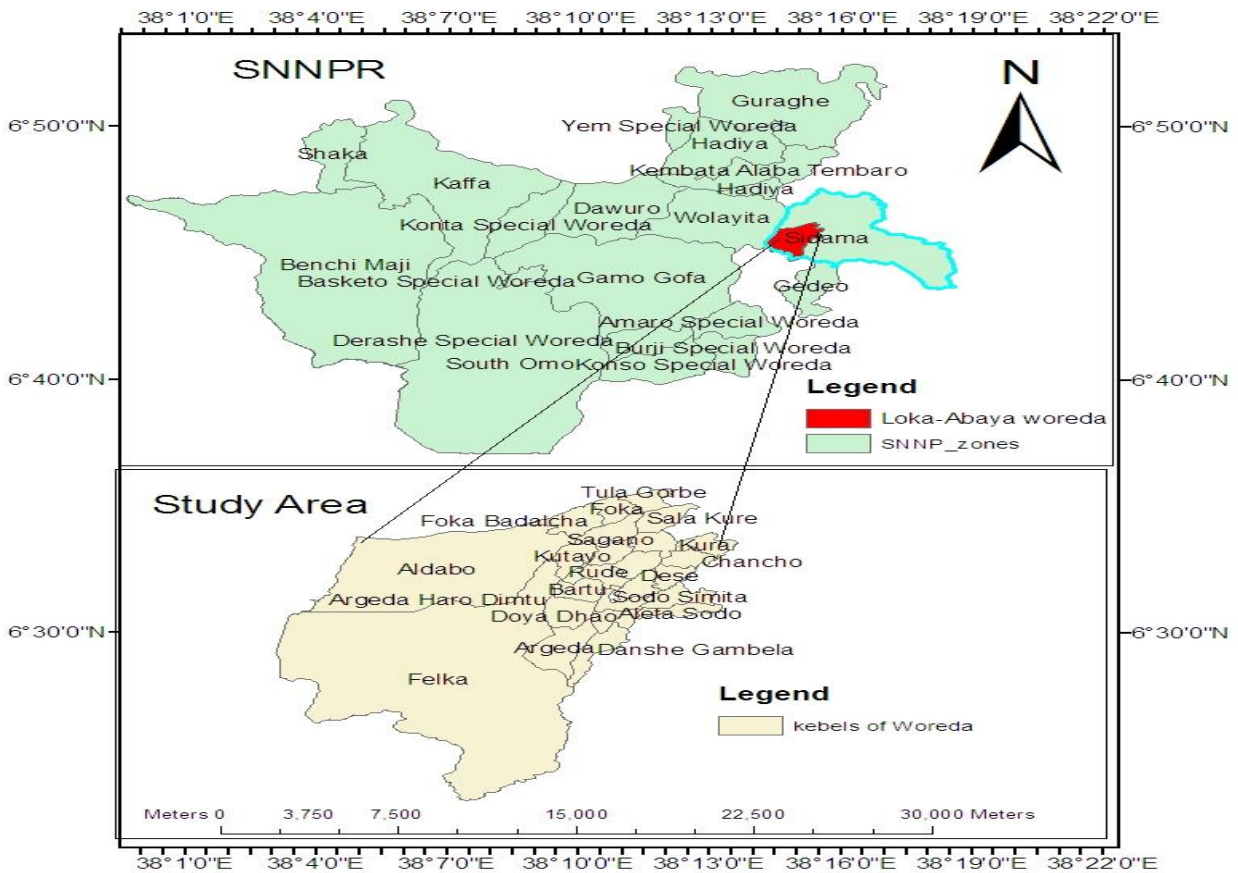 38°1'0"E 38°4'0"E 38°7'0"E 38°10'0"E 38°13'0"E 38°16'0"E 38°19'0"E 38°22'0"E
SNNPR
N
Guraghe
6°50'0"N
6°50'0"N
Yem Special Woreda
Hadiya
Shaka
Kembata Alaba Tembaro
Kaffa
Hadiya
Dawuro
Wolayita
Konta Special Woreda
Sidama
Benchi Maji
Basketo Special Woreda
Gamo Gofa
Gedeo
Amaro Special Woreda
Derashe Special Woreda
Burji Special Woreda
South Omo
Konso Special Woreda
6°40'0"N
6°40'0"N
Legend
Loka-Abaya woreda
SNNP_zones
Study Area
Tula Gorbe
Foka
Foka Badalcha
Sala Kure
Sagano
Kura
Kutayo
Chancho
Aldabo
Rude
Dese
Bartu
Argeda Haro Dimtu
Sodo Simita
Doya Dhao
Aleta Sodo
6°30'0"N
6°30'0"N
Argeda
Danshe Gambela
Felka
Legend
kebels of Woreda
Meters 0 3,750 7,500 15,000 22,500 30,000 Meters
38°1'0"E 38°4'0"E 38°7'0"E 38°10'0"E 38°13'0"E 38°16'0"E 38°19'0"E 38°22'0"E